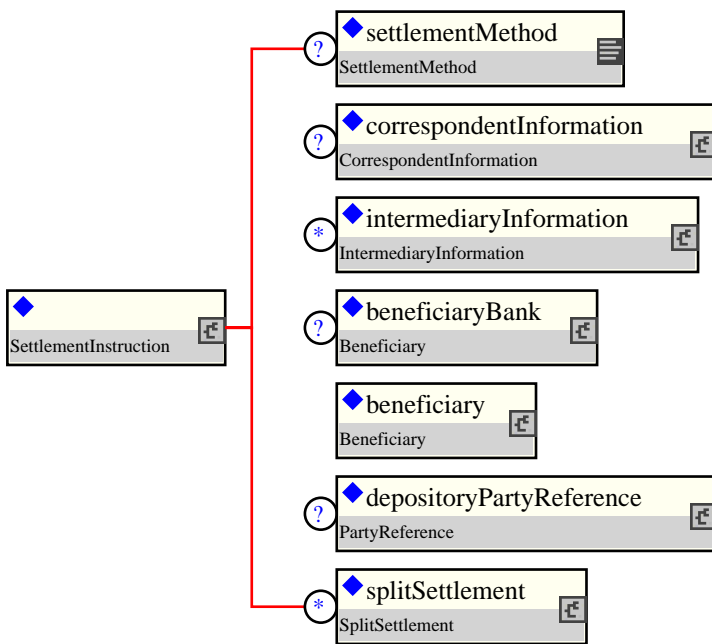 ?
settlementMethod
SettlementMethod
?
correspondentInformation
CorrespondentInformation
*
intermediaryInformation
IntermediaryInformation
SettlementInstruction
?
beneficiaryBank
Beneficiary
beneficiary
Beneficiary
?
depositoryPartyReference
PartyReference
*
splitSettlement
SplitSettlement